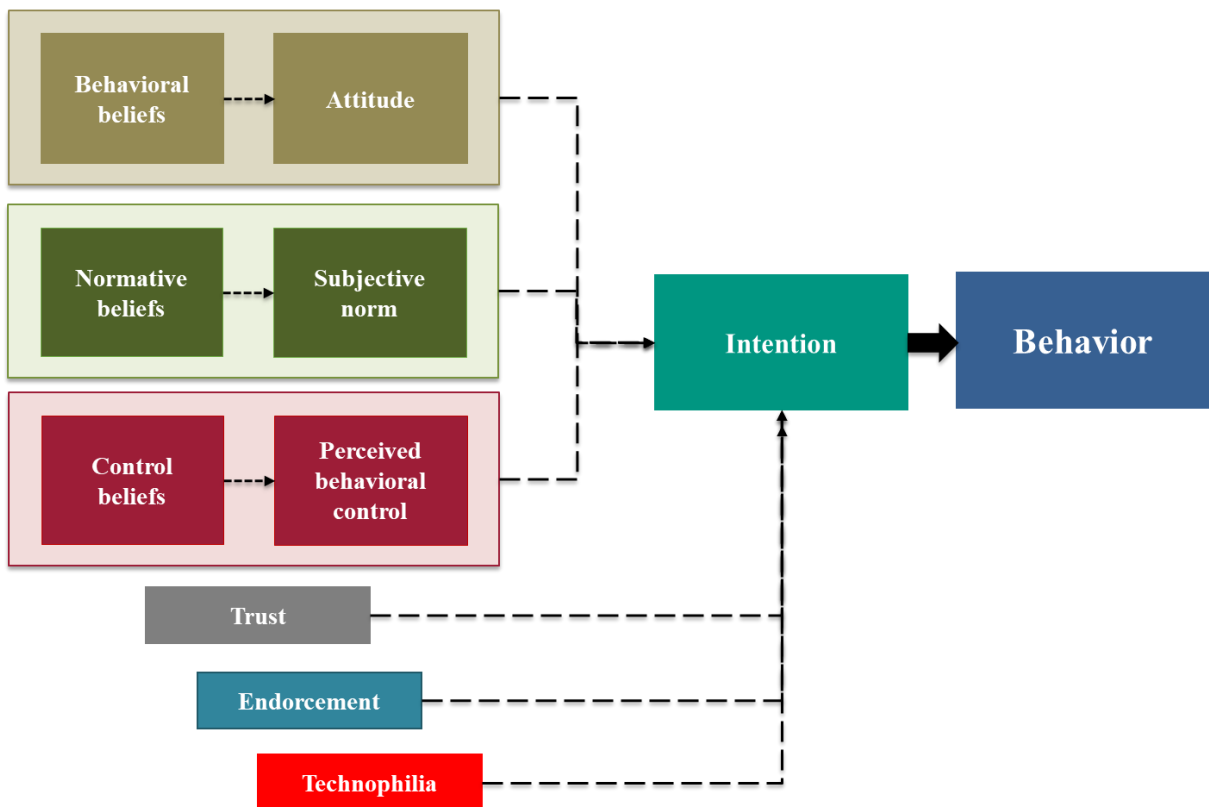 Behavioral
beliefs
Attitude
Normative
beliefs
Subjective
norm
Control
beliefs
Perceived
behavioral
control
Intention
Behavior
Trust
Endorcement
Technophilia